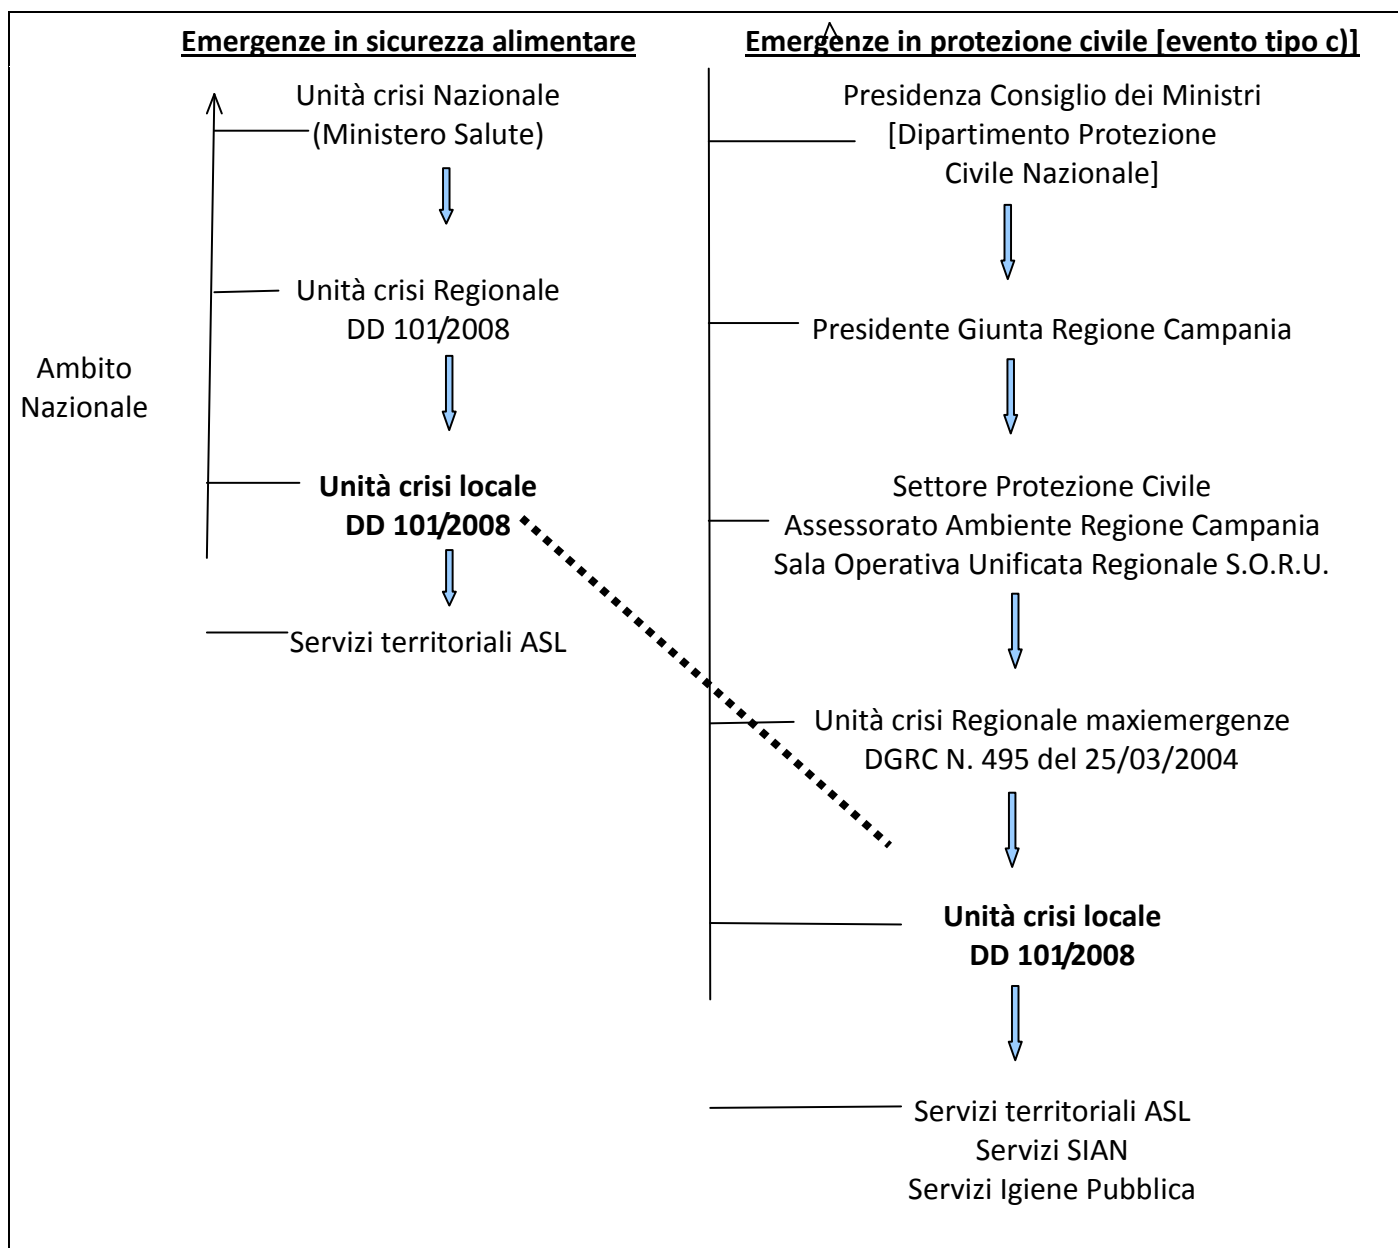 Emergenze in sicurezza alimentare
Unità crisi Nazionale
(Ministero Salute)
Unità crisi Regionale
DD 101/2008
Ambito
Nazionale
Unità crisi locale
DD 101/2008
Servizi territoriali ASL
Emergenze in protezione civile [evento tipo c)]
Presidenza Consiglio dei Ministri
[Dipartimento Protezione
Civile Nazionale]
Presidente Giunta Regione Campania
Settore Protezione Civile
Assessorato Ambiente Regione Campania
Sala Operativa Unificata Regionale S.O.R.U.
Unità crisi Regionale maxiemergenze
DGRC N. 495 del 25/03/2004
Unità crisi locale
DD 101/2008
Servizi territoriali ASL
Servizi SIAN
Servizi Igiene Pubblica